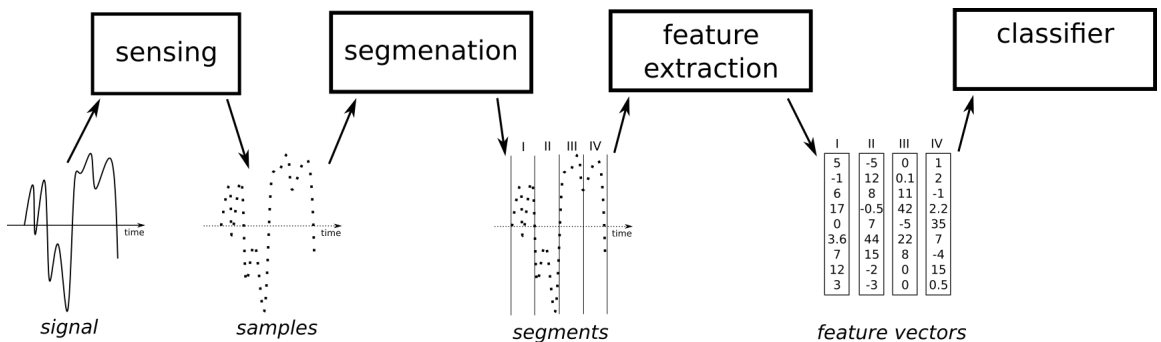 sensing
segmenation
feature
extraction
classifier
I II III IV
I II III IV
5 -5 0 1
-1 12 0.1 2
6 8 11 -1
17 -0.5 42 2.2
0 7 -5 35
3.6 44 22 7
7 15 8 -4
12 -2 0 15
3 -3 0 0.5
time
time
time
signal
samples
segments
feature vectors